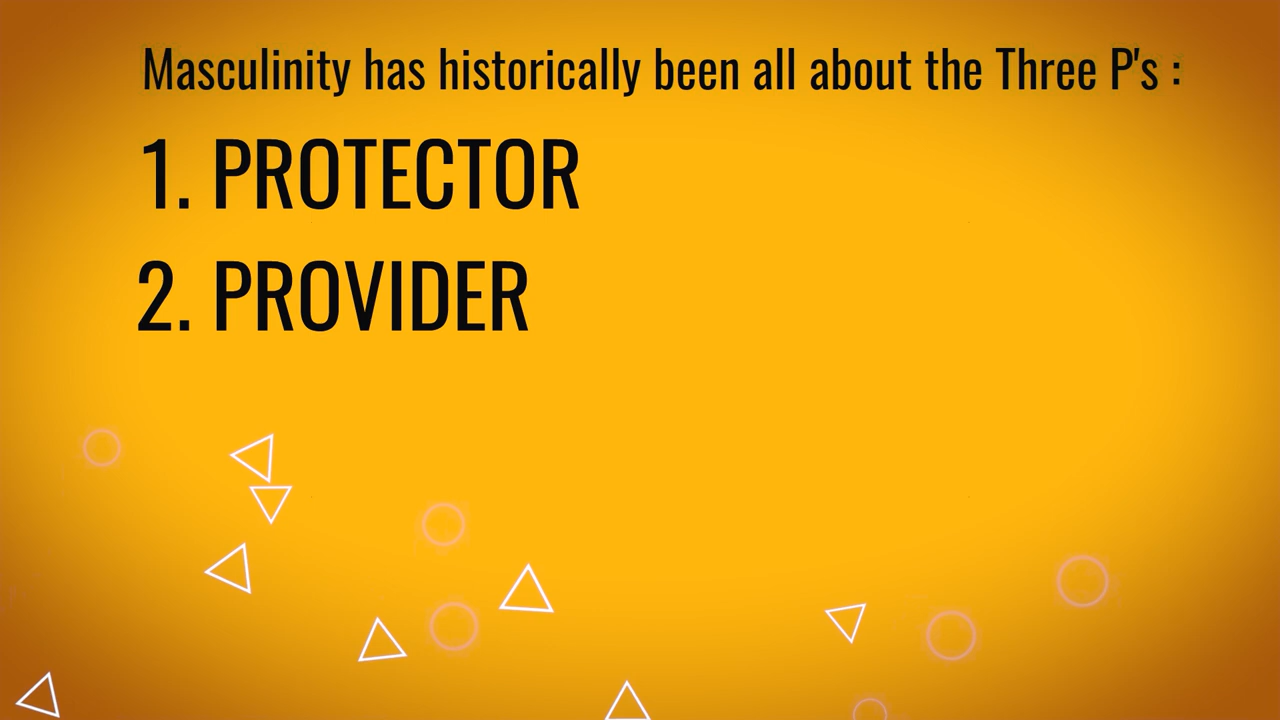 Masculinity has historically been all about the Three P's :
1. PROTECTOR
2. PROVIDER